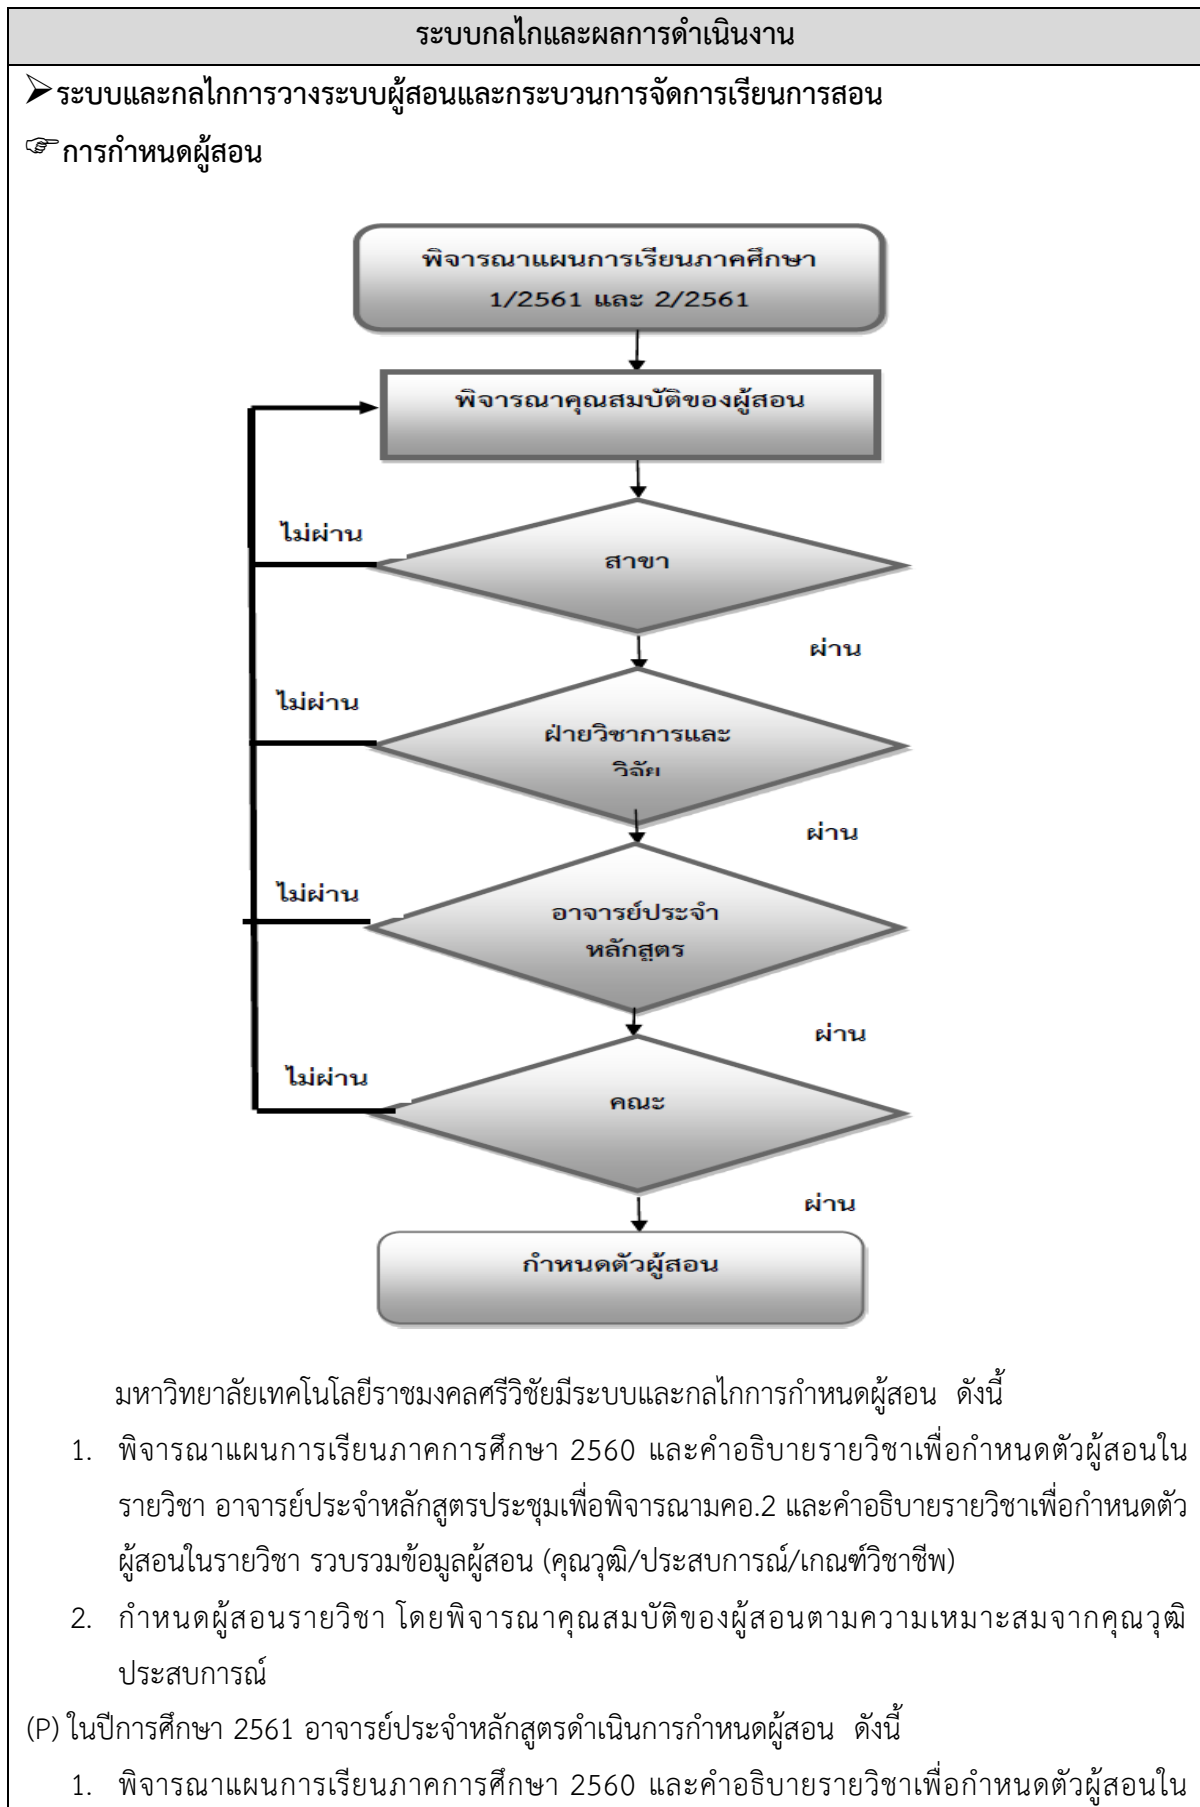 ระบบกลไกและผลการดำเนินงาน
➢ระบบและกลไกการวางระบบผู้สอนและกระบวนการจัดการเรียนการสอน
☞การกำหนดผู้สอน
พิจารณาแผนการเรียนภาคศึกษา
1/2561 และ 2/2561
พิจารณาคุณสมบัติของผู้สอน
ไม่ผ่าน
สาขา
ผ่าน
ไม่ผ่าน
ฝ่ายวิชาการและ
วิจัย
ผ่าน
ไม่ผ่าน
อาจารย์ประจำ
หลักสูตร
ผ่าน
ไม่ผ่าน
คณะ
ผ่าน
กำหนดตัวผู้สอน
มหาวิทยาลัยเทคโนโลยีราชมงคลศรีวิชัยมีระบบและกลไกการกำหนดผู้สอน ดังนี้
1. พิจารณาแผนการเรียนภาคการศึกษา 2560 และคำอธิบายรายวิชาเพื่อกำหนดตัวผู้สอนใน
รายวิชา อาจารย์ประจำหลักสูตรประชุมเพื่อพิจารณามคอ.2 และคำอธิบายรายวิชาเพื่อกำหนดตัว
ผู้สอนในรายวิชา รวบรวมข้อมูลผู้สอน (คุณวุฒิ/ประสบการณ์/เกณฑ์วิชาชีพ)
2. กำหนดผู้สอนรายวิชา โดยพิจารณาคุณสมบัติของผู้สอนตามความเหมาะสมจากคุณวุฒิ
ประสบการณ์
(P) ในปีการศึกษา 2561 อาจารย์ประจำหลักสูตรดำเนินการกำหนดผู้สอน ดังนี้
1. พิจารณาแผนการเรียนภาคการศึกษา 2560 และคำอธิบายรายวิชาเพื่อกำหนดตัวผู้สอนใน